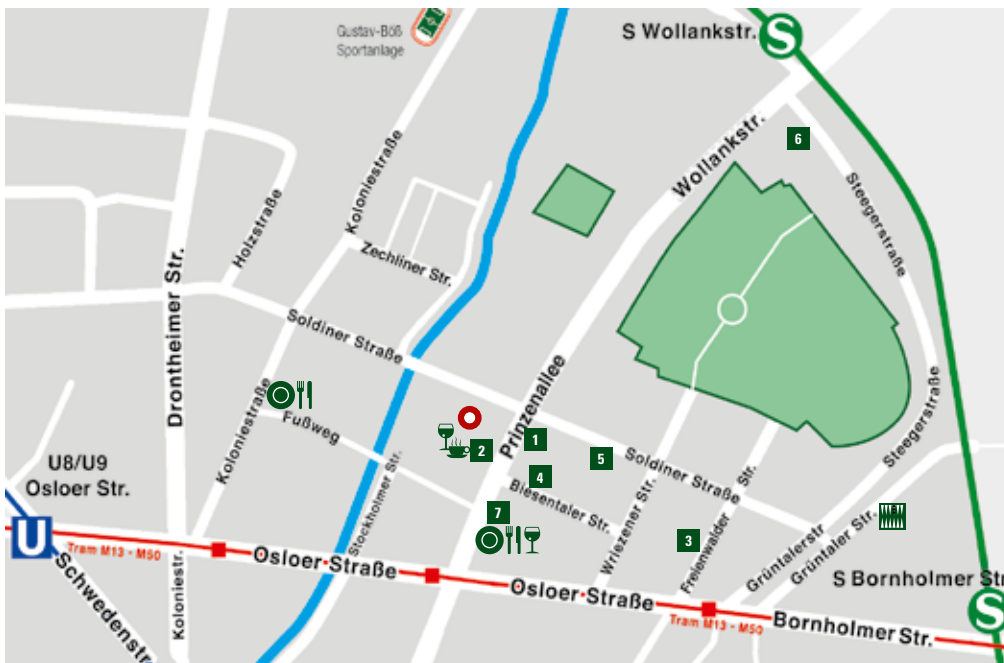 Gustav-Böß
Sportanlage
S Wollankstr.
S
6
Wollankstr.
Koloniestraße
Steegerstraße
Holzstraße
Zechliner Str.
Drontheimer Str.
Soldiner Straße
Prinzenallee
Koloniestraße
Fußweg
1
2
5
4
7
3
Steegerstraße
Soldiner Straße
U8/U9
Osloer Str.
Stockholmer Str.
Biesentaler Str.
Wriezener Str.
Freienwalder Str.
Grüntalerstr
Grüntaler Str.
U
Tram M13 - M50
Osloer Straße
Osloer Straße
S Bornholmer Str
S
Schwedenstr.
Koloniestr.
Tram M13 - M50
Bornholmer Str.